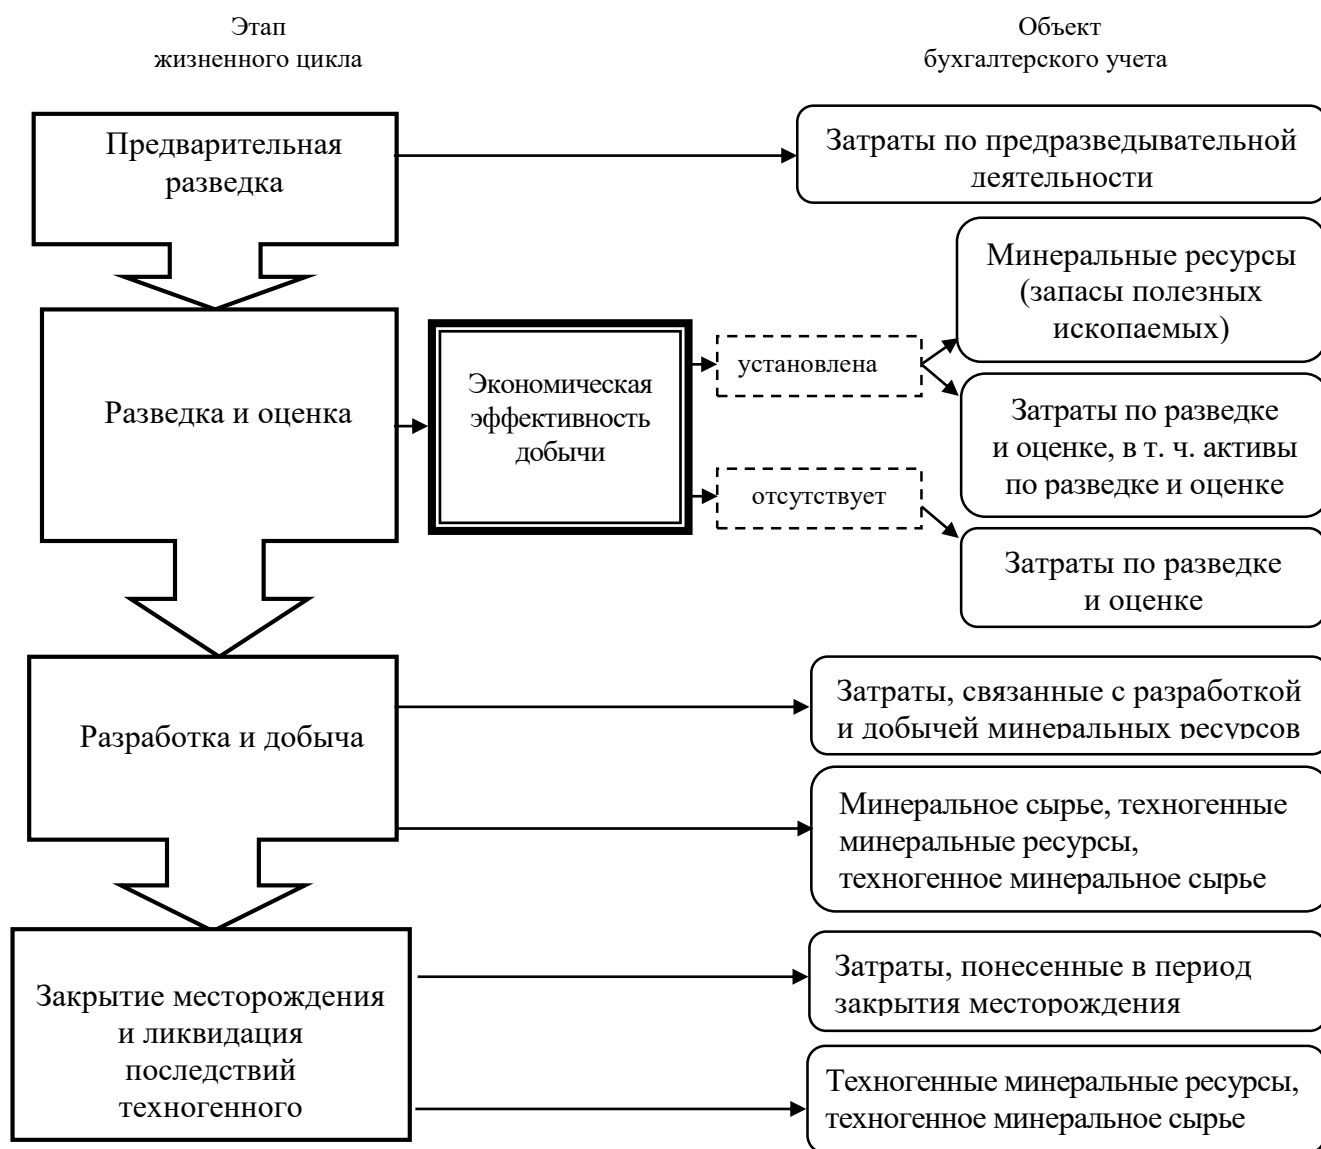 Этап
жизненного цикла
Объект
бухгалтерского учета
Предварительная
разведка
Затраты по предразведывательной
деятельности
Минеральные ресурсы
(запасы полезных
ископаемых)
Разведка и оценка
Экономическая
эффективность
добычи
установлена
отсутствует
Затраты по разведке
и оценке, в т. ч. активы
по разведке и оценке
Затраты по разведке
и оценке
Разработка и добыча
Затраты, связанные с разработкой
и добычей минеральных ресурсов
Минеральное сырье, техногенные
минеральные ресурсы,
техногенное минеральное сырье
Закрытие месторождения
и ликвидация
последствий
техногенного
Затраты, понесенные в период
закрытия месторождения
Техногенные минеральные ресурсы,
техногенное минеральное сырье